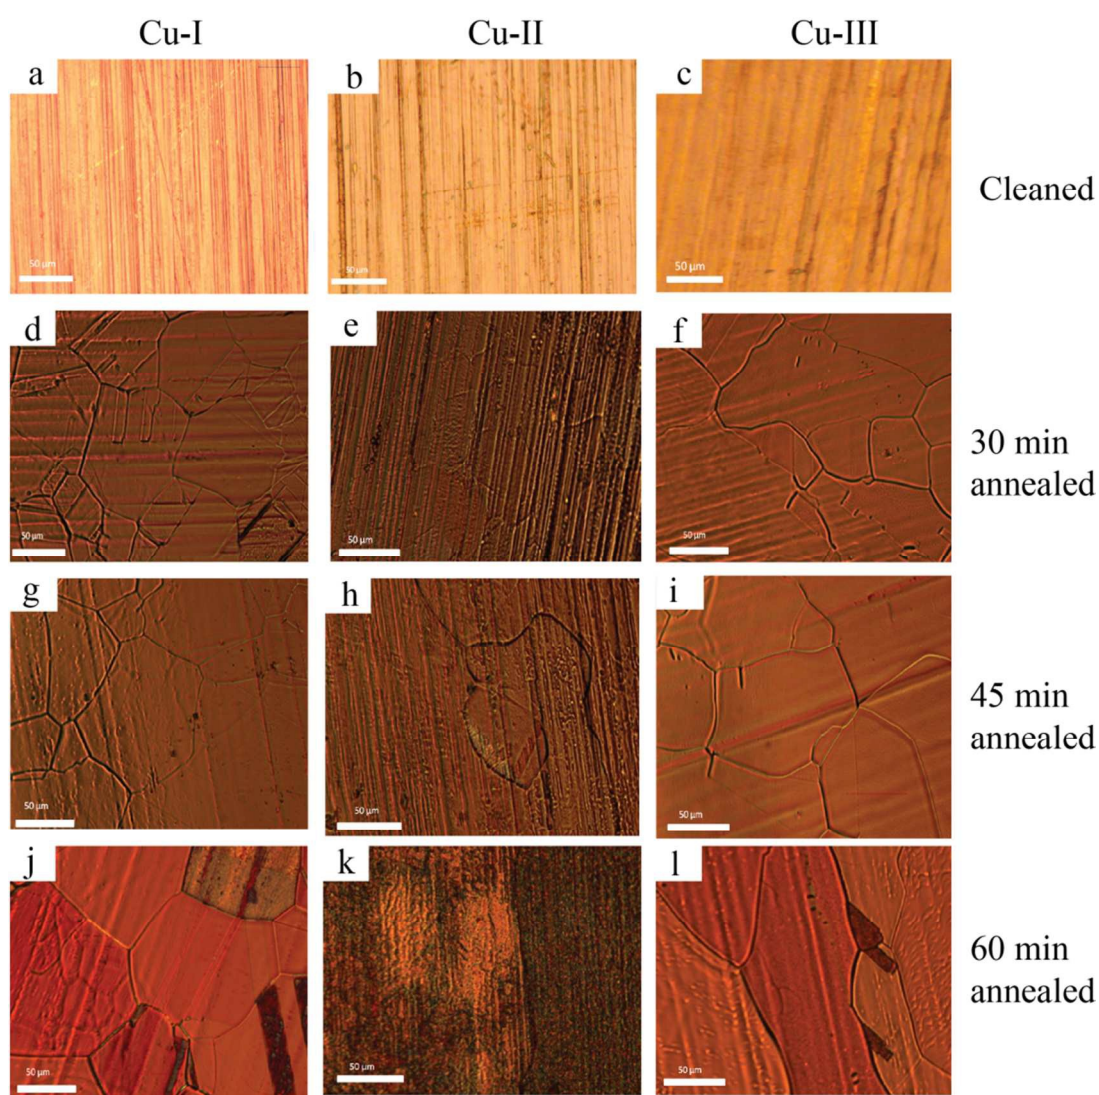 Cu-I Cu-II Cu-III
a b c
Cleaned
50 µm 50 µm 50 µm
d e f
30 min
annealed
50 µm 50 µm 50 µm
g h i
45 min
annealed
50 µm 50 µm 50 µm
j k l
60 min
annealed
50 µm 50 µm 50 µm